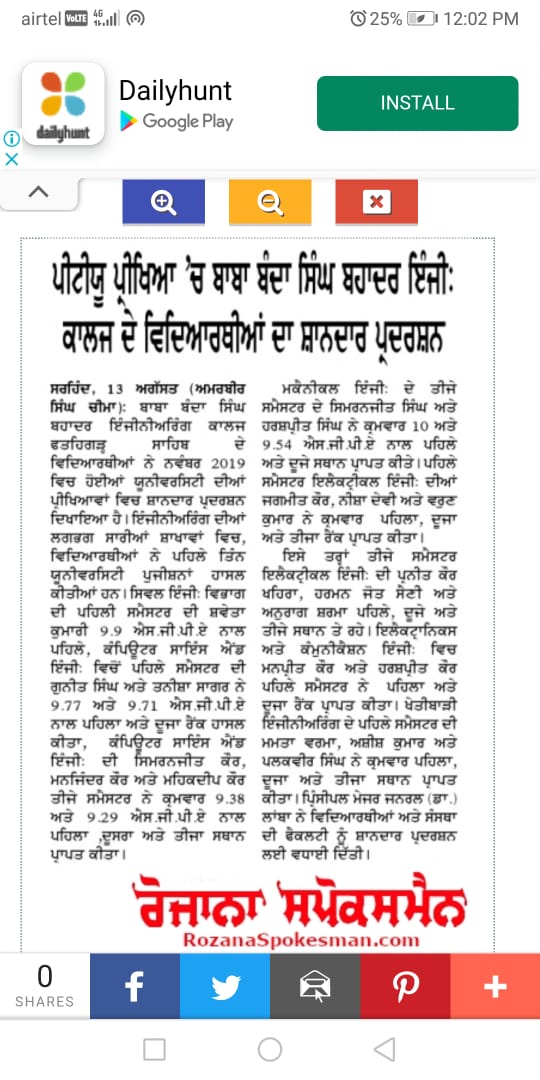 airtel VoLTE 4G 25% 12:02 PM
Dailyhunt
Google Play
dailyhunt
INSTALL
ਪੀਟੀਯੂ ਪ੍ਰੀਖਿਆ 'ਚ ਬਾਬਾ ਬੰਦਾ ਸਿੰਘ ਬਹਾਦਰ ਇੰਜੀ:
ਕਾਲਜ ਦੇ ਵਿਦਿਆਰਥੀਆਂ ਦਾ ਸ਼ਾਨਦਾਰ ਪ੍ਰਦਰਸ਼ਨ
ਸਰਹਿੰਦ, 13 ਅਗੱਸਤ (ਅਮਰਬੀਰ
ਸਿੰਘ ਚੀਮਾ): ਬਾਬਾ ਬੰਦਾ ਸਿੰਘ
ਬਹਾਦਰ ਇੰਜੀਨੀਅਰਿੰਗ ਕਾਲਜ
ਫਤਹਿਗੜ੍ਹ ਸਾਹਿਬ ਦੇ
ਵਿਦਿਆਰਥੀਆਂ ਨੇ ਨਵੰਬਰ 2019
ਵਿਚ ਹੋਈਆਂ ਯੂਨੀਵਰਸਿਟੀ ਦੀਆਂ
ਪ੍ਰੀਖਿਆਵਾਂ ਵਿਚ ਸ਼ਾਨਦਾਰ ਪ੍ਰਦਰਸ਼ਨ
ਦਿਖਾਇਆ ਹੈ। ਇੰਜੀਨੀਅਰਿੰਗ ਦੀਆਂ
ਲਗਭਗ ਸਾਰੀਆਂ ਸ਼ਾਖਾਵਾਂ ਵਿਚ,
ਵਿਦਿਆਰਥੀਆਂ ਨੇ ਪਹਿਲੇ ਤਿੰਨ
ਯੂਨੀਵਰਸਿਟੀ ਪੁਜੀਸ਼ਨਾਂ ਹਾਸਲ
ਕੀਤੀਆਂ ਹਨ। ਸਿਵਲ ਇੰਜੀ: ਵਿਭਾਗ
ਦੀ ਪਹਿਲੀ ਸਮੈਸਟਰ ਦੀ ਸ਼ਵੇਤਾ
ਕੁਮਾਰੀ 9.9 ਐਸ.ਜੀ.ਪੀ.ਏ ਨਾਲ
ਪਹਿਲੇ, ਕੰਪਿਊਟਰ ਸਾਇੰਸ ਐਂਡ
ਇੰਜੀ: ਵਿਚੋਂ ਪਹਿਲੇ ਸਮੈਸਟਰ ਦੀ
ਗੁਨੀਤ ਸਿੰਘ ਅਤੇ ਤਨੀਸ਼ਾ ਸਾਗਰ ਨੇ
9.77 ਅਤੇ 9.71 ਐਸ.ਜੀ.ਪੀ.ਏ
ਨਾਲ ਪਹਿਲਾ ਅਤੇ ਦੂਜਾ ਰੈਂਕ ਹਾਸਲ
ਕੀਤਾ, ਕੰਪਿਊਟਰ ਸਾਇੰਸ ਐਂਡ
ਇੰਜੀ: ਦੀ ਸਿਮਰਨਜੀਤ ਕੌਰ,
ਮਨਜਿੰਦਰ ਕੌਰ ਅਤੇ ਮਹਿਕਦੀਪ ਕੌਰ
ਤੀਜੇ ਸਮੈਸਟਰ ਨੇ ਕ੍ਰਮਵਾਰ 9.38
ਅਤੇ 9.29 ਐਸ.ਜੀ.ਪੀ.ਏ ਨਾਲ
ਪਹਿਲਾ ,ਦੂਸਰਾ ਅਤੇ ਤੀਜਾ ਸਥਾਨ
ਪ੍ਰਾਪਤ ਕੀਤਾ।
ਮਕੈਨੀਕਲ ਇੰਜੀ: ਦੇ ਤੀਜੇ
ਸਮੈਸਟਰ ਦੇ ਸਿਮਰਨਜੀਤ ਸਿੰਘ ਅਤੇ
ਹਰਸ਼ਪ੍ਰੀਤ ਸਿੰਘ ਨੇ ਕ੍ਰਮਵਾਰ 10 ਅਤੇ
9.54 ਐਸ.ਜੀ.ਪੀ.ਏ ਨਾਲ ਪਹਿਲੇ
ਅਤੇ ਦੂਜੇ ਸਥਾਨ ਪ੍ਰਾਪਤ ਕੀਤੇ। ਪਹਿਲੇ
ਸਮੈਸਟਰ ਇਲੈਕਟ੍ਰੀਕਲ ਇੰਜੀ: ਦੀਆਂ
ਜਗਮੀਤ ਕੌਰ, ਨੀਸ਼ਾ ਦੇਵੀ ਅਤੇ ਵਰੁਣ
ਕੁਮਾਰ ਨੇ ਕ੍ਰਮਵਾਰ ਪਹਿਲਾ, ਦੂਜਾ
ਅਤੇ ਤੀਜਾ ਰੈਂਕ ਪ੍ਰਾਪਤ ਕੀਤਾ।
ਇਸੇ ਤਰ੍ਹਾਂ ਤੀਜੇ ਸਮੈਸਟਰ
ਇਲੈਕਟ੍ਰੀਕਲ ਇੰਜੀ: ਦੀ ਪੁਨੀਤ ਕੌਰ
ਖਹਿਰਾ, ਹਰਮਨ ਜੋਤ ਸੈਣੀ ਅਤੇ
ਅਨੁਰਾਗ ਸ਼ਰਮਾ ਪਹਿਲੇ, ਦੂਜੇ ਅਤੇ
ਤੀਜੇ ਸਥਾਨ ਤੇ ਰਹੇ। ਇਲੈਕਟ੍ਰਾਨਿਕਸ
ਅਤੇ ਕੰਮੁਨੀਕੈਸ਼ਨ ਇੰਜੀ: ਵਿਚ
ਮਨਪ੍ਰੀਤ ਕੌਰ ਅਤੇ ਹਰਸ਼ਪ੍ਰੀਤ ਕੌਰ
ਪਹਿਲੇ ਸਮੈਸਟਰ ਨੇ ਪਹਿਲਾ ਅਤੇ
ਦੂਜਾ ਰੈਂਕ ਪ੍ਰਾਪਤ ਕੀਤਾ। ਖੇਤੀਬਾੜੀ
ਇੰਜੀਨੀਅਰਿੰਗ ਦੇ ਪਹਿਲੇ ਸਮੈਸਟਰ ਦੀ
ਮਮਤਾ ਵਰਮਾ, ਅਸ਼ੀਸ਼ ਕੁਮਾਰ ਅਤੇ
ਪਲਕਵੀਰ ਸਿੰਘ ਨੇ ਕ੍ਰਮਵਾਰ ਪਹਿਲਾ,
ਦੂਜਾ ਅਤੇ ਤੀਜਾ ਸਥਾਨ ਪ੍ਰਾਪਤ
ਕੀਤਾ। ਪ੍ਰਿੰਸੀਪਲ ਮੇਜਰ ਜਨਰਲ (ਡਾ.)
ਲਾਂਬਾ ਨੇ ਵਿਦਿਆਰਥੀਆਂ ਅਤੇ ਸੰਸਥਾ
ਦੀ ਫੈਕਲਟੀ ਨੂੰ ਸ਼ਾਨਦਾਰ ਪ੍ਰਦਰਸ਼ਨ
ਲਈ ਵਧਾਈ ਦਿੱਤੀ।
ਰੋਜ਼ਾਨਾ ਸਪੋਕਸਮੈਨ
RozanaSpokesman.com
0
SHARES